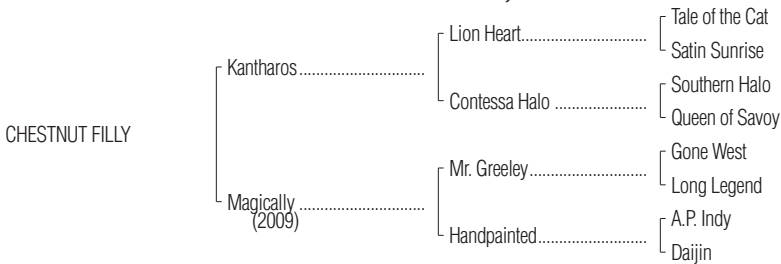 Tale of the Cat
Lion Heart
Satin Sunrise
Kantharos
Southern Halo
Contessa Halo
Queen of Savoy
CHESTNUT FILLY
Gone West
Mr. Greeley
Long Legend
Magically
(2009)
A.P. Indy
Handpainted
Daijin